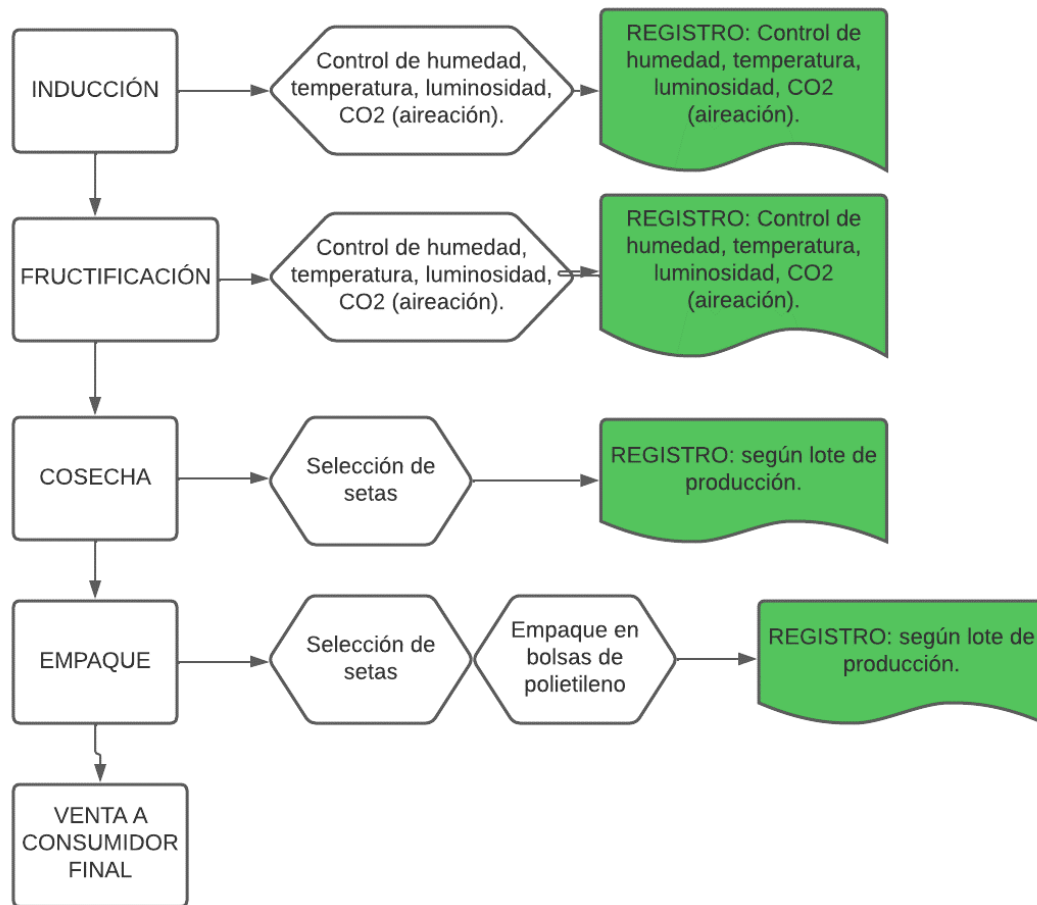 INDUCCIÓN
Control de humedad,
temperatura, luminosidad,
CO2 (aireación).
REGISTRO: Control de
humedad, temperatura,
luminosidad, CO2
(aireación).
FRUCTIFICACIÓN
Control de humedad,
temperatura, luminosidad,
CO2 (aireación).
REGISTRO: Control de
humedad, temperatura,
luminosidad, CO2
(aireación).
COSECHA
Selección de
setas
REGISTRO: según lote de
producción.
EMPAQUE
Selección de
setas
Empaque en
bolsas de
polietileno
REGISTRO: según lote de
producción.
VENTA A
CONSUMIDOR
FINAL